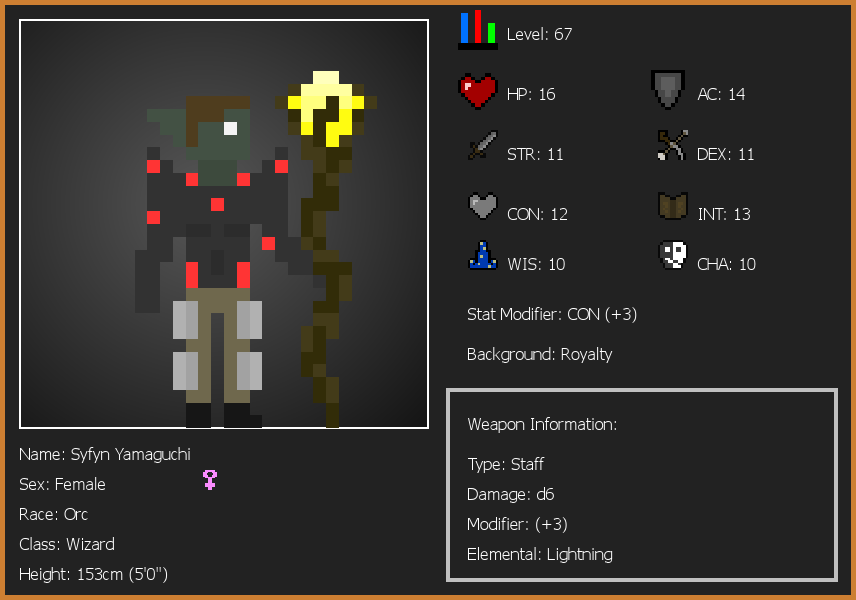 Level: 67
HP: 16
AC: 14
STR: 11
DEX: 11
CON: 12
INT: 13
WIS: 10
CHA: 10
Stat Modifier: CON (+3)
Background: Royalty
Weapon Information:
Type: Staff
Damage: d6
Modifier: (+3)
Elemental: Lightning
Name: Syfyn Yamaguchi
Sex: Female
Race: Orc
Class: Wizard
Height: 153cm (5'0")